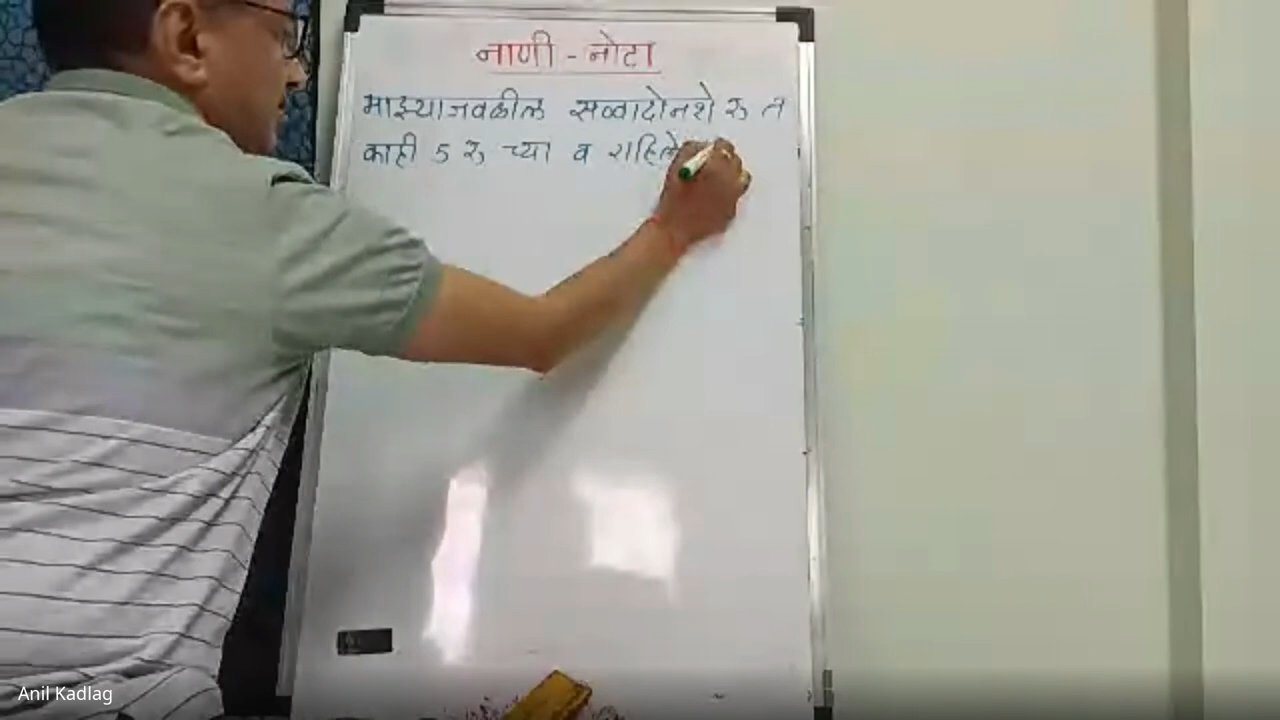 नाणी - नोटा
माझ्याजवळील सव्वादोनशे रु त
काही 5 रु च्या व राहिले
Anil Kadlag